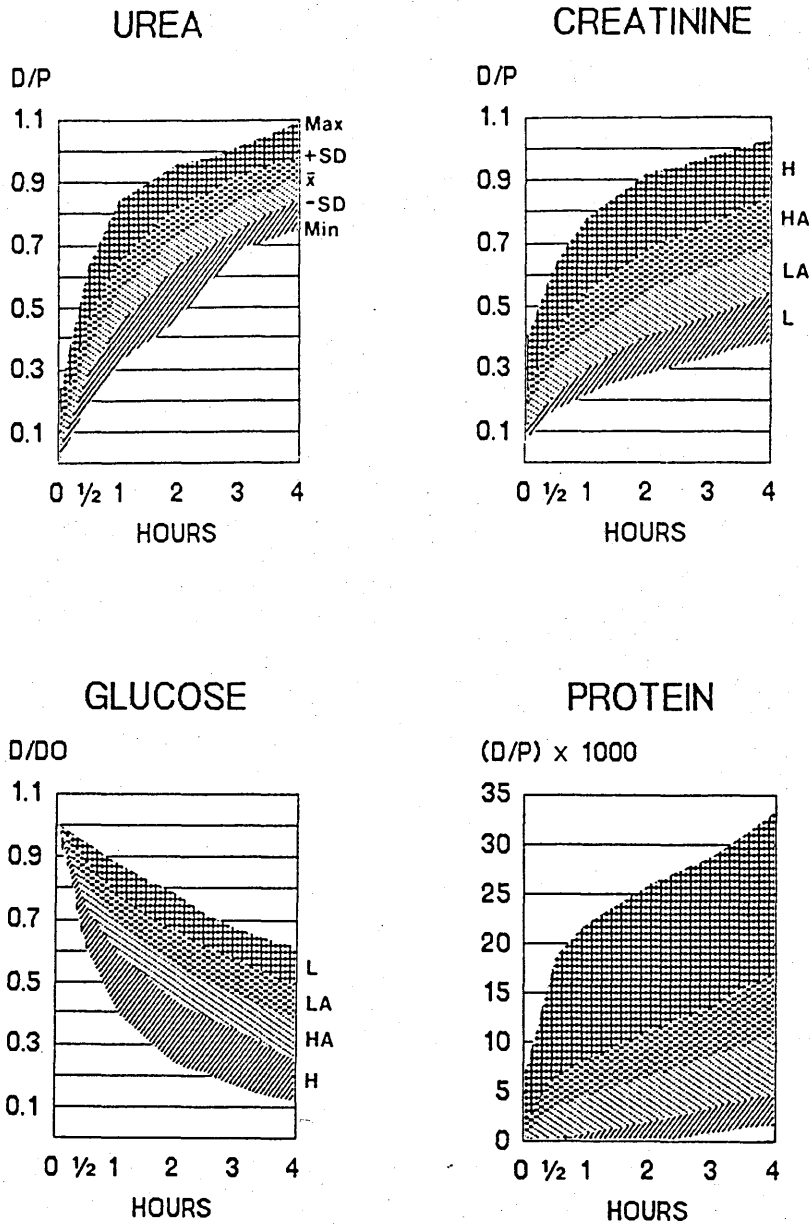 UREA
D/P
1.1
0.9
0.7
0.5
0.3
0.1
Max
+SD
x̄
-SD
Min
0 ½ 1 2 3 4
HOURS
CREATININE
D/P
1.1
0.9
0.7
0.5
0.3
0.1
H
HA
LA
L
0 ½ 1 2 3 4
HOURS
GLUCOSE
D/DO
1.1
0.9
0.7
0.5
0.3
0.1
L
LA
HA
H
0 ½ 1 2 3 4
HOURS
PROTEIN
(D/P) x 1000
35
30
25
20
15
10
5
0
0 ½ 1 2 3 4
HOURS